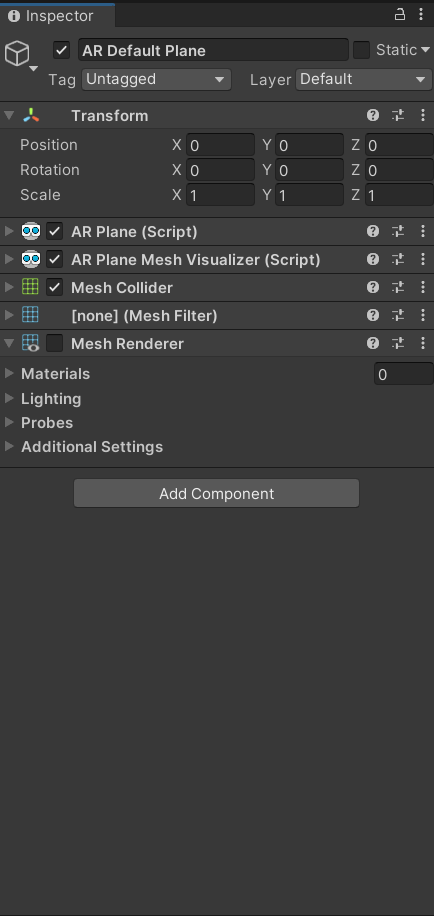 Inspector
AR Default Plane Static
Tag Untagged Layer Default
Transform
Position X 0 Y 0 Z 0
Rotation X 0 Y 0 Z 0
Scale X 1 Y 1 Z 1
AR Plane (Script)
AR Plane Mesh Visualizer (Script)
Mesh Collider
[none] (Mesh Filter)
Mesh Renderer
Materials 0
Lighting
Probes
Additional Settings
Add Component